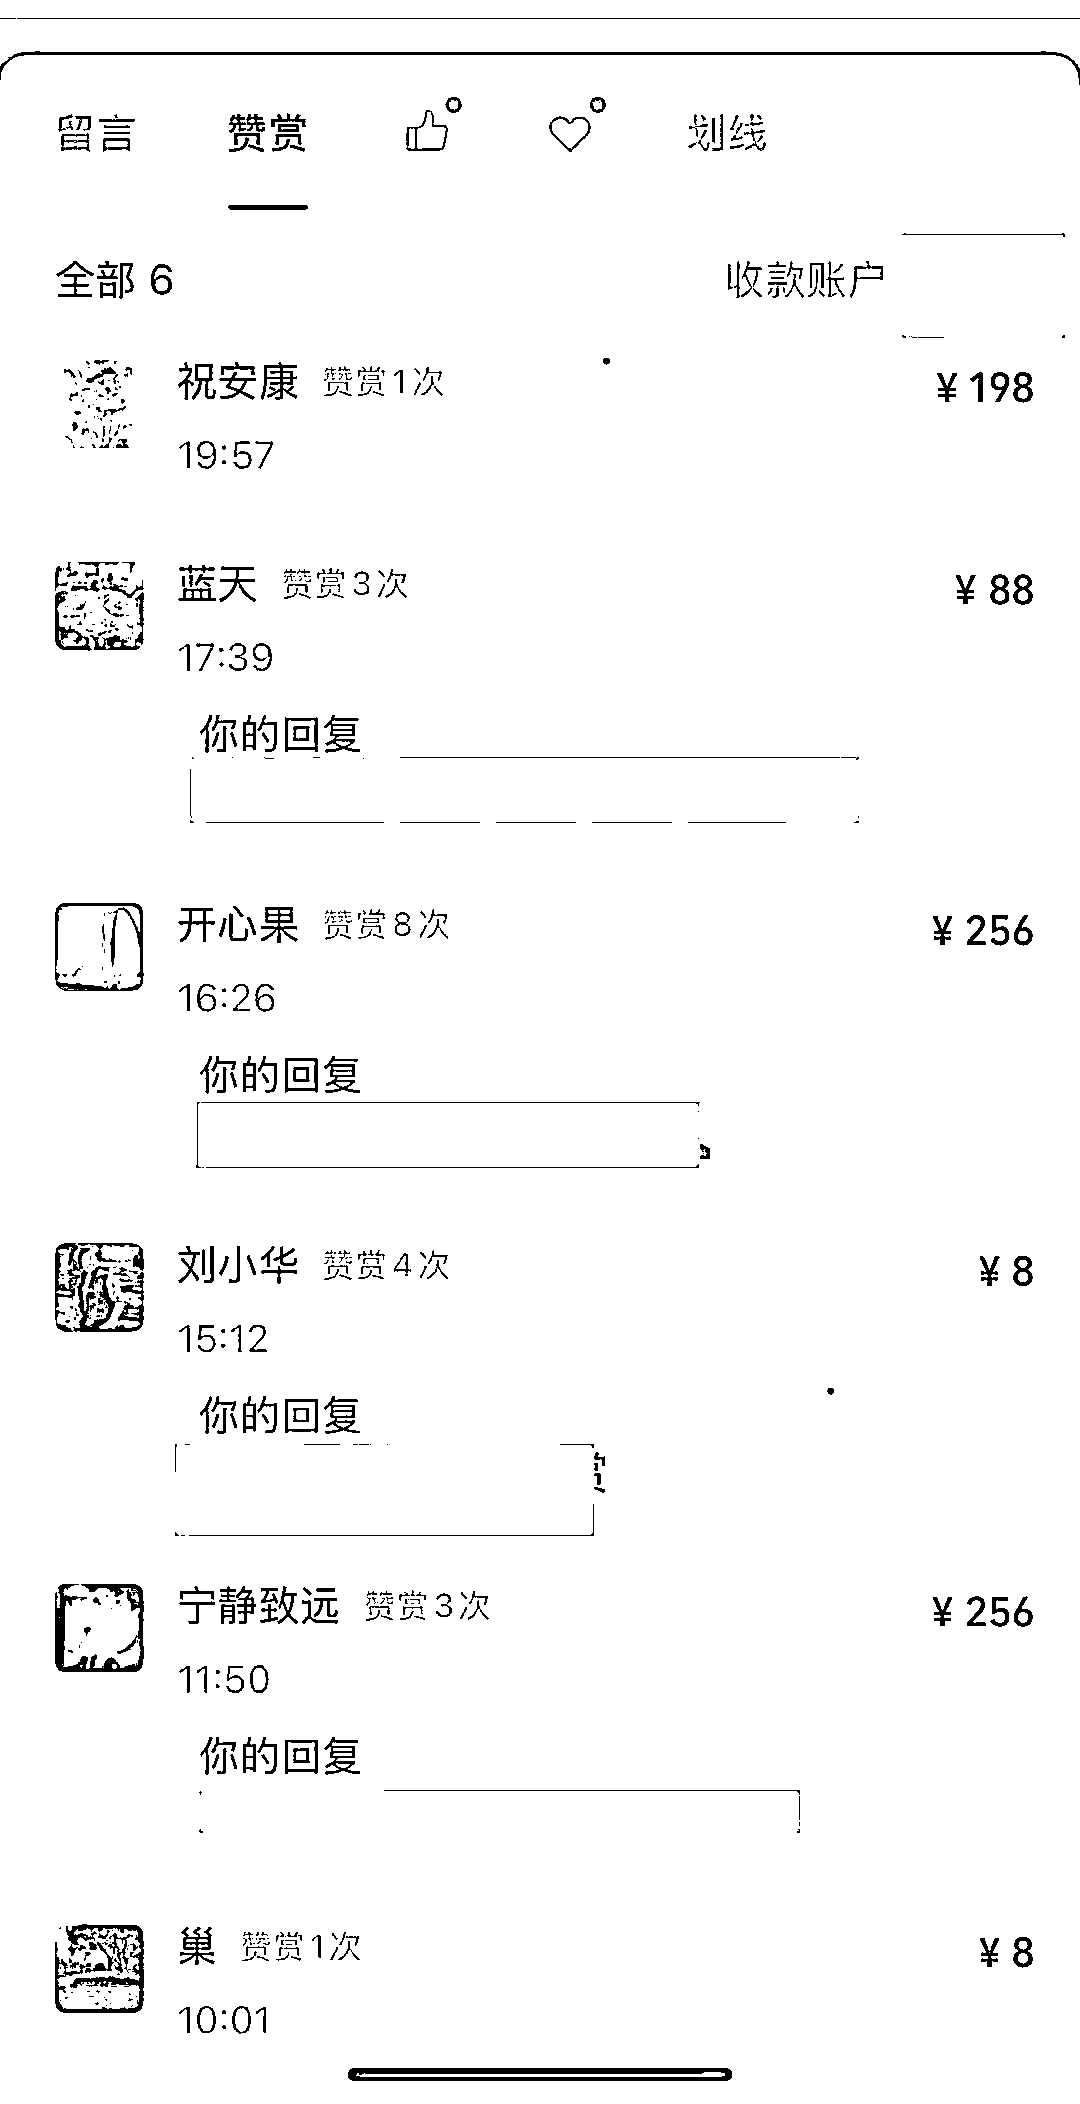 留言 赞赏 划线
全部 6 收款账户
祝安康 赞赏1次 ¥ 198
19:57
蓝天 赞赏3次 ¥ 88
17:39
你的回复
开心果 赞赏8次 ¥ 256
16:26
你的回复
刘小华 赞赏4次 ¥ 8
15:12
你的回复
宁静致远 赞赏3次 ¥ 256
11:50
你的回复
巢 赞赏1次 ¥ 8
10:01